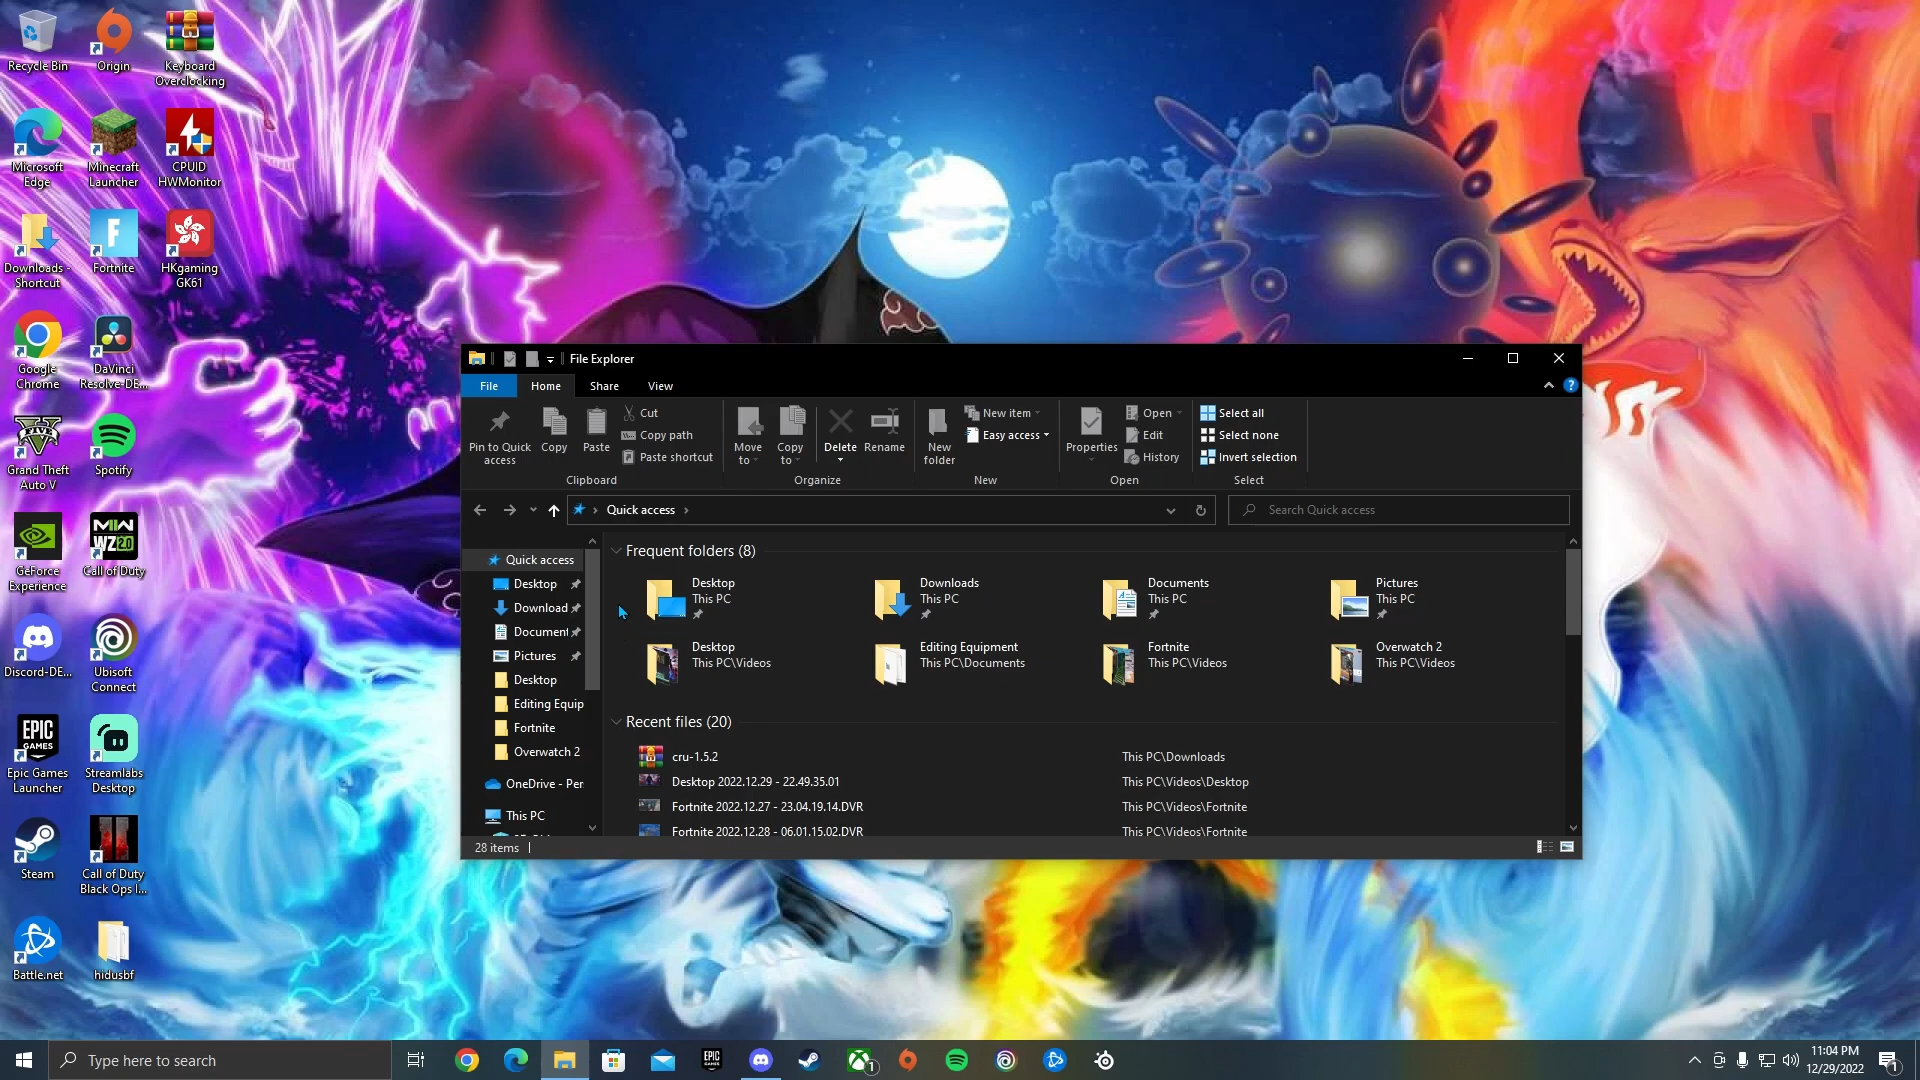 Recycle Bin
Origin
Keyboard
Overclocking
Microsoft
Edge
Minecraft
Launcher
CPUID
HWMonitor
Downloads -
Shortcut
Fortnite
HKgaming
GK61
Google
Chrome
DaVinci
Resolve-DE...
Grand Theft
Auto V
Spotify
GeForce
Experience
Call of Duty
Discord-DE...
Ubisoft
Connect
Epic Games
Launcher
Streamlabs
Desktop
Steam
Call of Duty
Black Ops I...
Battle.net
hidusbf
F
FIVE
MW
WZ2.0
EPIC
GAMES
File Explorer
File
Home
Share
View
?
Pin to Quick
access
Copy
Paste
Cut
Copy path
Paste shortcut
Clipboard
Move
to
Copy
to
Delete
Rename
Organize
New
folder
New item
Easy access
New
Properties
Open
Edit
History
Open
Select all
Select none
Invert selection
Select
Quick access
Search Quick access
Quick access
Desktop
Download
Document
Pictures
Desktop
Editing Equip
Fortnite
Overwatch 2
OneDrive - Per
This PC
Frequent folders (8)
Desktop
This PC
Downloads
This PC
Documents
This PC
Pictures
This PC
Desktop
This PC\Videos
Editing Equipment
This PC\Documents
Fortnite
This PC\Videos
Overwatch 2
This PC\Videos
Recent files (20)
cru-1.5.2
This PC\Downloads
Desktop 2022.12.29 - 22.49.35.01
This PC\Videos\Desktop
Fortnite 2022.12.27 - 23.04.19.14.DVR
This PC\Videos\Fortnite
Fortnite 2022.12.28 - 06.01.15.02.DVR
This PC\Videos\Fortnite
28 items
Type here to search
EPIC
1
11:04 PM
12/29/2022
1